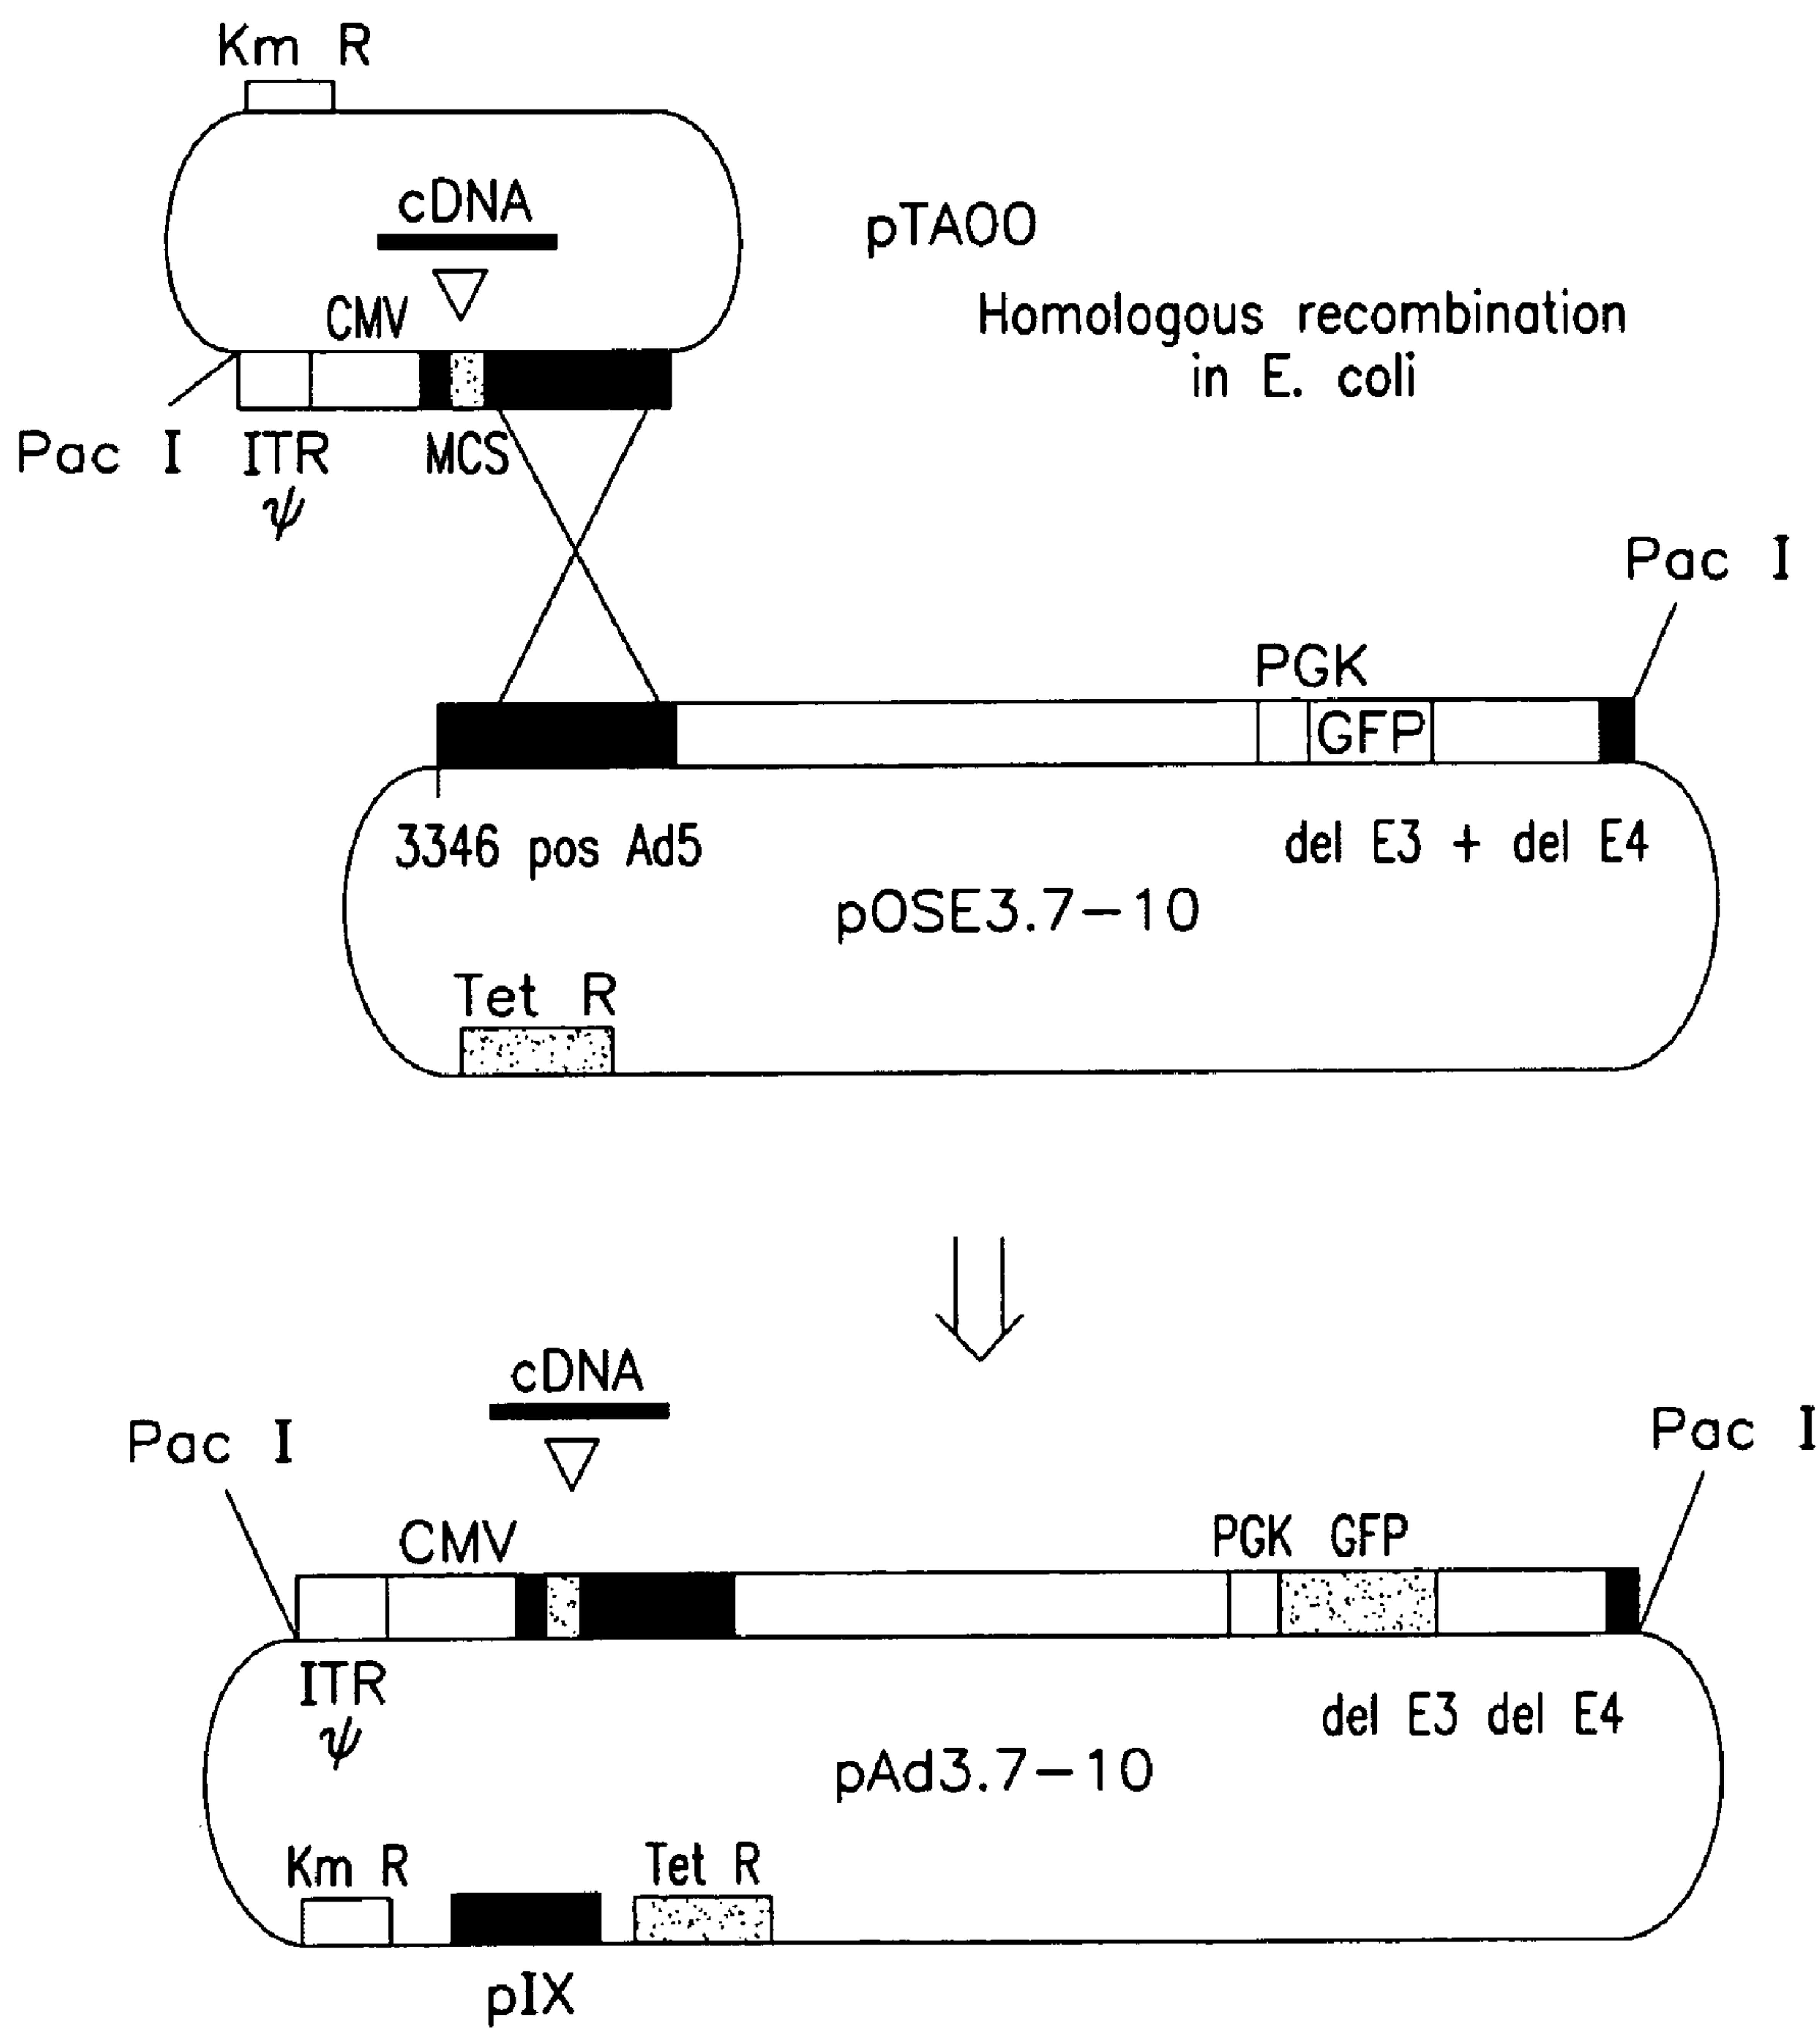 Km R
cDNA
pTA00
CMV
Homologous recombination
in E. coli
Pac I
ITR
MCS
ψ
Pac I
PGK
GFP
3346 pos Ad5
del E3 + del E4
pOSE3.7-10
Tet R
cDNA
Pac I
Pac I
CMV
PGK GFP
ITR
ψ
del E3 del E4
pAd3.7-10
Km R
Tet R
pIX